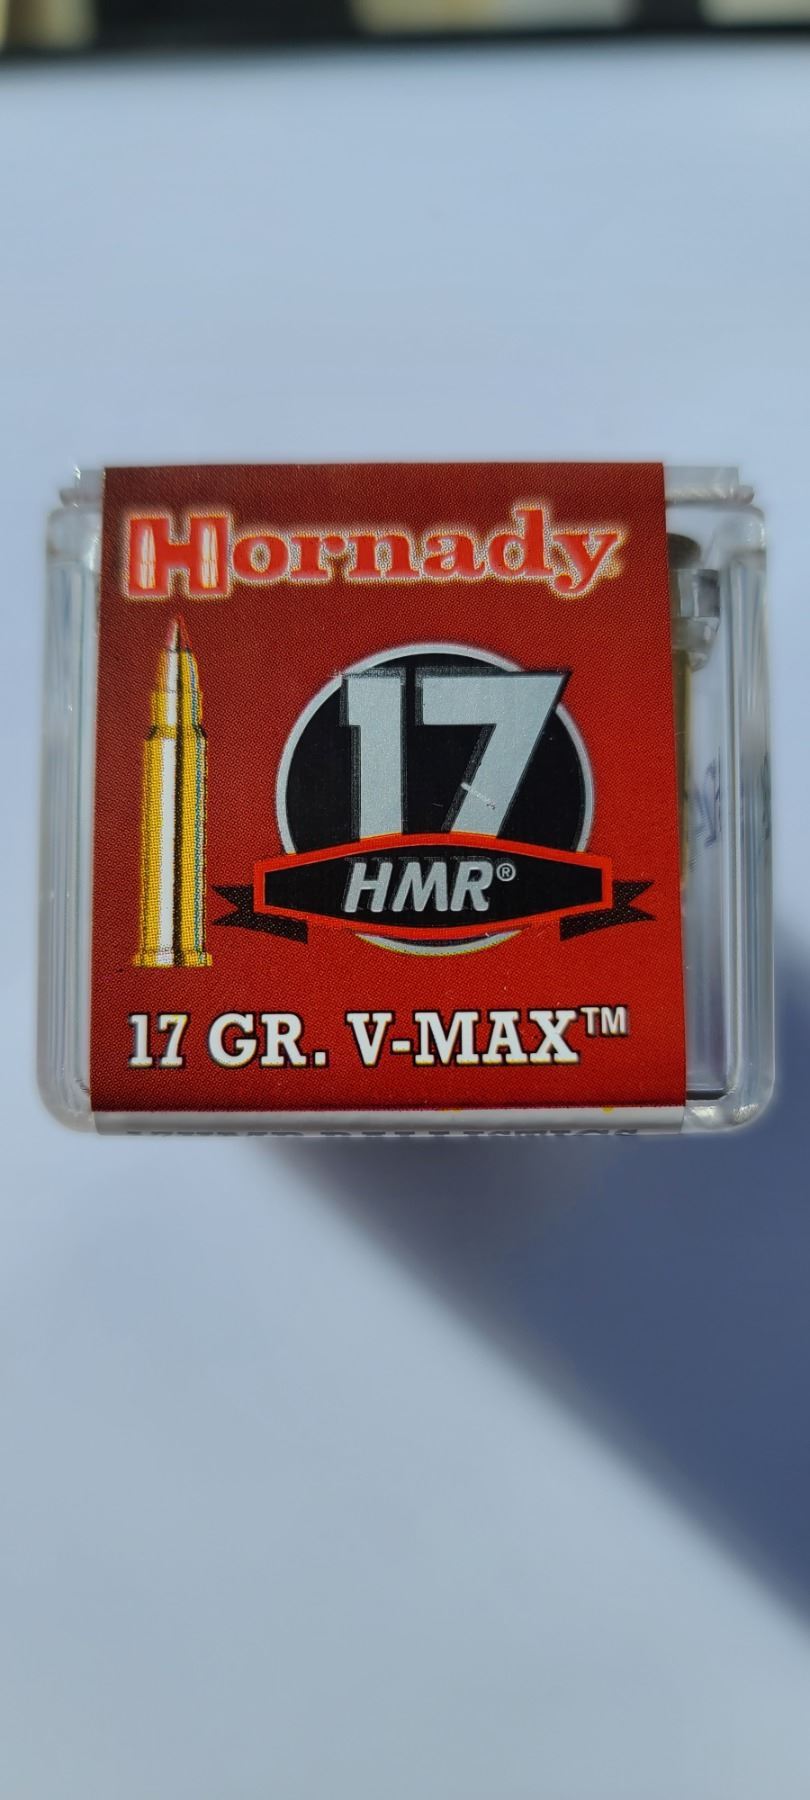 Hornady
17
HMR®
17 GR. V-MAX™